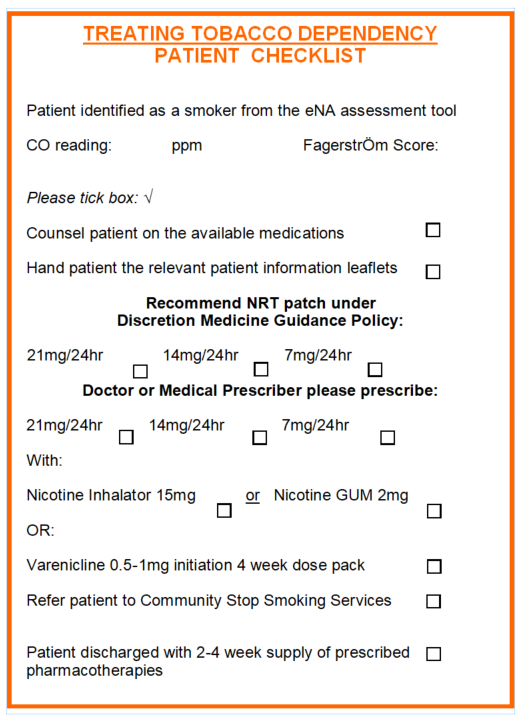 TREATING TOBACCO DEPENDENCY
PATIENT CHECKLIST
Patient identified as a smoker from the eNA assessment tool
CO reading: ppm FagerstrÖm Score:
Please tick box: √
Counsel patient on the available medications
Hand patient the relevant patient information leaflets
Recommend NRT patch under
Discretion Medicine Guidance Policy:
21mg/24hr 14mg/24hr 7mg/24hr
Doctor or Medical Prescriber please prescribe:
21mg/24hr 14mg/24hr 7mg/24hr
With:
Nicotine Inhalator 15mg or Nicotine GUM 2mg
OR:
Varenicline 0.5-1mg initiation 4 week dose pack
Refer patient to Community Stop Smoking Services
Patient discharged with 2-4 week supply of prescribed
pharmacotherapies